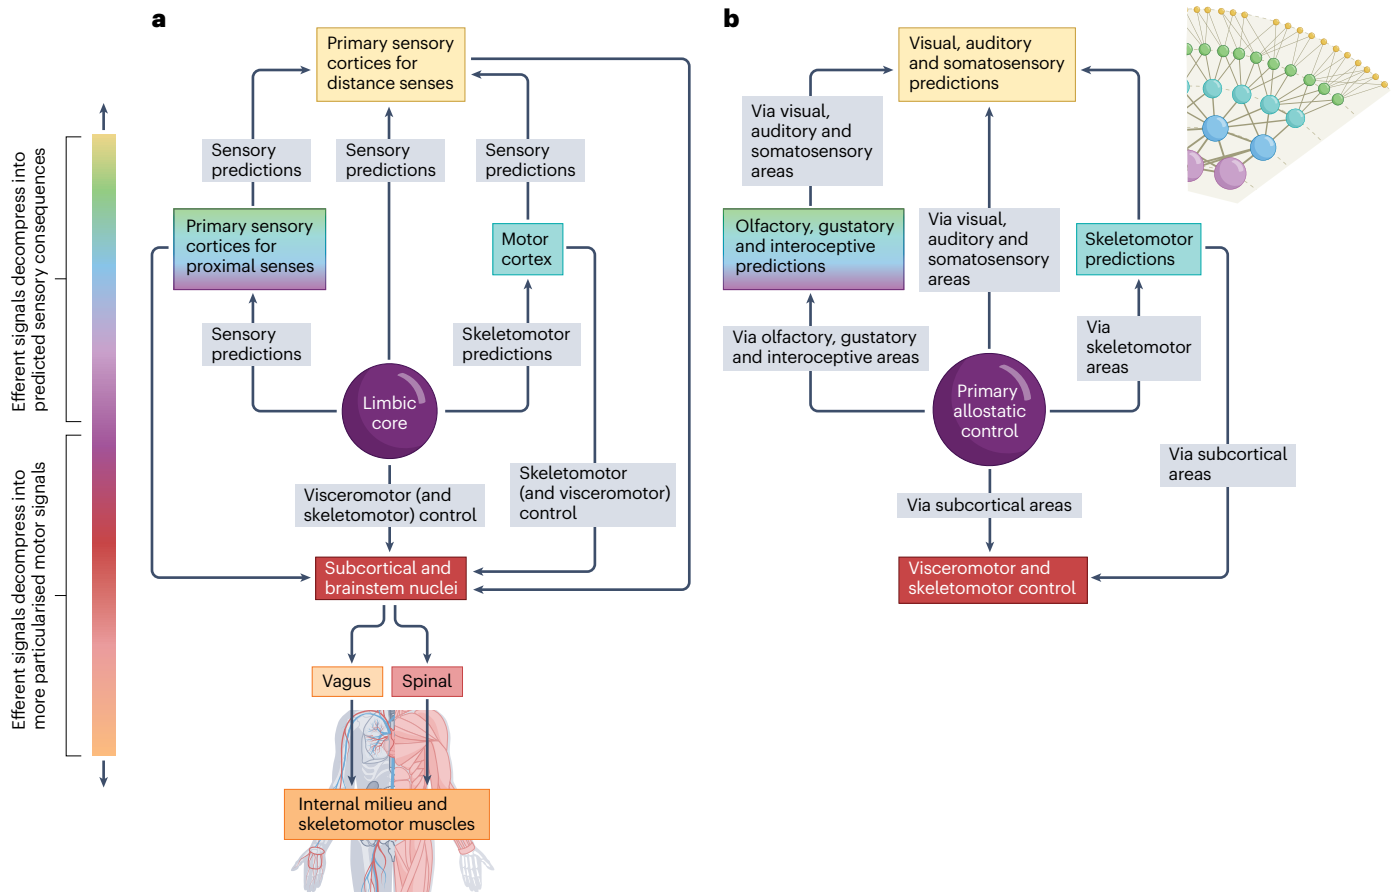 a
Primary sensory
cortices for
distance senses
Sensory
predictions
Sensory
predictions
Sensory
predictions
Primary sensory
cortices for
proximal senses
Motor
cortex
Sensory
predictions
Skeletomotor
predictions
Limbic
core
Visceromotor (and
skeletomotor) control
Skeletomotor
(and visceromotor)
control
Subcortical and
brainstem nuclei
Vagus
Spinal
Internal milieu and
skeletomotor muscles
Efferent signals decompress into
predicted sensory consequences
Efferent signals decompress into
more particularised motor signals
b
Visual, auditory
and somatosensory
predictions
Via visual,
auditory and
somatosensory
areas
Olfactory, gustatory
and interoceptive
predictions
Via visual,
auditory and
somatosensory
areas
Skeletomotor
predictions
Via olfactory, gustatory
and interoceptive areas
Via
skeletomotor
areas
Primary
allostatic
control
Via subcortical
areas
Via subcortical areas
Visceromotor and
skeletomotor control